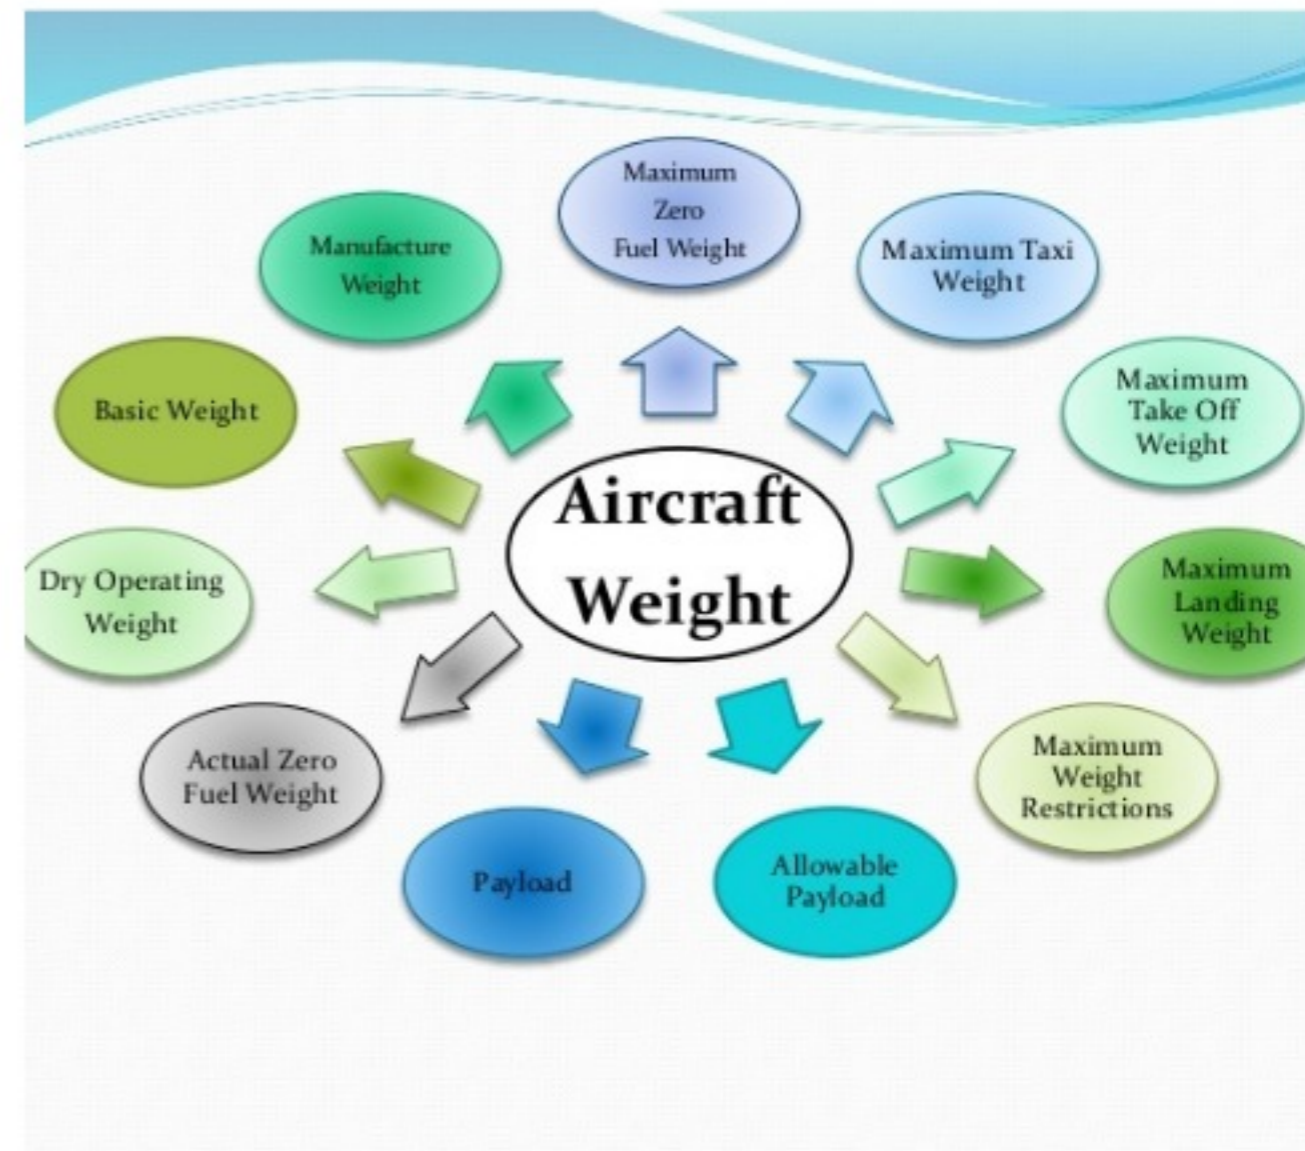 Maximum
Zero
Fuel Weight
Manufacture
Weight
Maximum Taxi
Weight
Basic Weight
Maximum
Take Off
Weight
Aircraft
Weight
Dry Operating
Weight
Maximum
Landing
Weight
Actual Zero
Fuel Weight
Maximum
Weight
Restrictions
Payload
Allowable
Payload